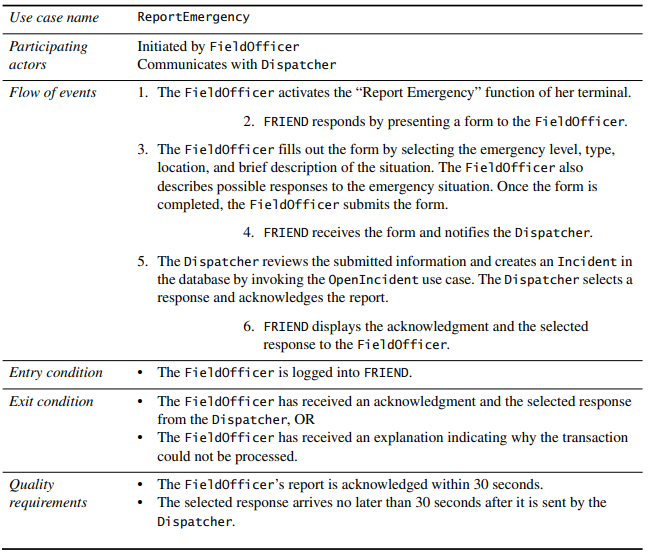 Use case name ReportEmergency
Participating actors
Initiated by FieldOfficer
Communicates with Dispatcher
Flow of events
1. The FieldOfficer activates the “Report Emergency” function of her terminal.
2. FRIEND responds by presenting a form to the FieldOfficer.
3. The FieldOfficer fills out the form by selecting the emergency level, type,
location, and brief description of the situation. The FieldOfficer also
describes possible responses to the emergency situation. Once the form is
completed, the FieldOfficer submits the form.
4. FRIEND receives the form and notifies the Dispatcher.
5. The Dispatcher reviews the submitted information and creates an Incident in
the database by invoking the OpenIncident use case. The Dispatcher selects a
response and acknowledges the report.
6. FRIEND displays the acknowledgment and the selected
response to the FieldOfficer.
Entry condition
• The FieldOfficer is logged into FRIEND.
Exit condition
• The FieldOfficer has received an acknowledgment and the selected response
from the Dispatcher, OR
• The FieldOfficer has received an explanation indicating why the transaction
could not be processed.
Quality
requirements
• The FieldOfficer’s report is acknowledged within 30 seconds.
• The selected response arrives no later than 30 seconds after it is sent by the
Dispatcher.